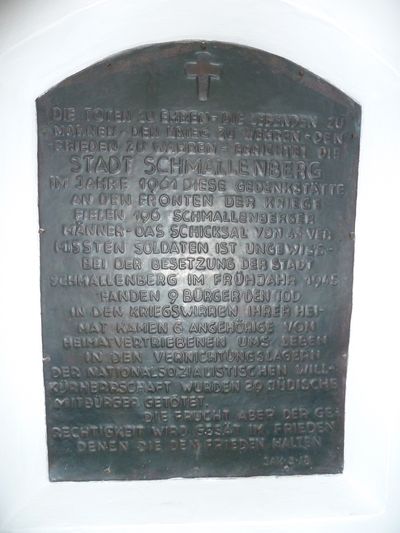 DIE TOTEN ZU EHREN - DIE LEBENDEN ZU
MAHNEN - DEN KRIEG ZU WEHREN - DEN
FRIEDEN ZU WAHREN - ERRICHTET DIE
STADT SCHMALLENBERG
IM JAHRE 1961 DIESE GEDENKSTÄTTE
AN DEN FRONTEN DER KRIEGE
FIELEN 196 SCHMALLENBERGER
MÄNNER - DAS SCHICKSAL VON VER-
MISSTEN SOLDATEN IST UNGEWISS -
BEI DER BESETZUNG DER STADT
SCHMALLENBERG IM FRÜHJAHR 1945
FANDEN 9 BÜRGER DEN TOD
IN DEN KRIEGSWIRREN IHRER HEI-
MAT KAMEN 6 ANGEHÖRIGE VON
HEIMATVERTRIEBENEN UMS LEBEN
IN DEN VERNICHTUNGSLAGERN
DER NATIONALSOZIALISTISCHEN WILL-
KÜRHERRSCHAFT WURDEN 29 JÜDISCHE
MITBÜRGER GETÖTET
DIE FRUCHT ABER DER GE-
RECHTIGKEIT WIRD GESÄT IM FRIEDEN
DENEN DIE DEN FRIEDEN HALTEN
JAK-3-18